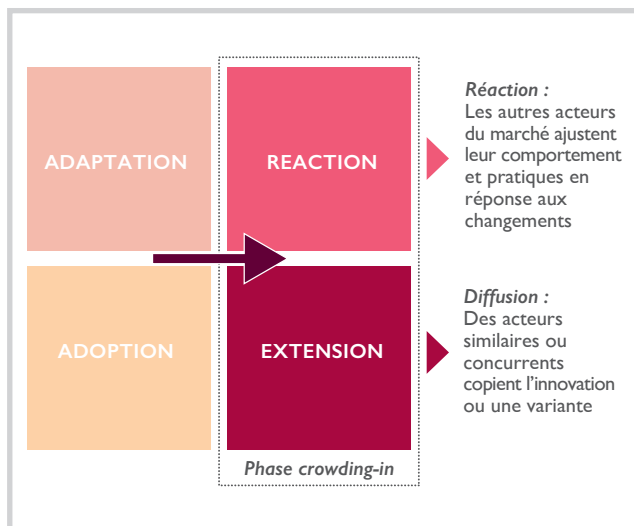 ADAPTATION
REACTION
Réaction :
Les autres acteurs
du marché ajustent
leur comportement
et pratiques en
réponse aux
changements
ADOPTION
EXTENSION
Diffusion :
Des acteurs
similaires ou
concurrents
copient l’innovation
ou une variante
Phase crowding-in